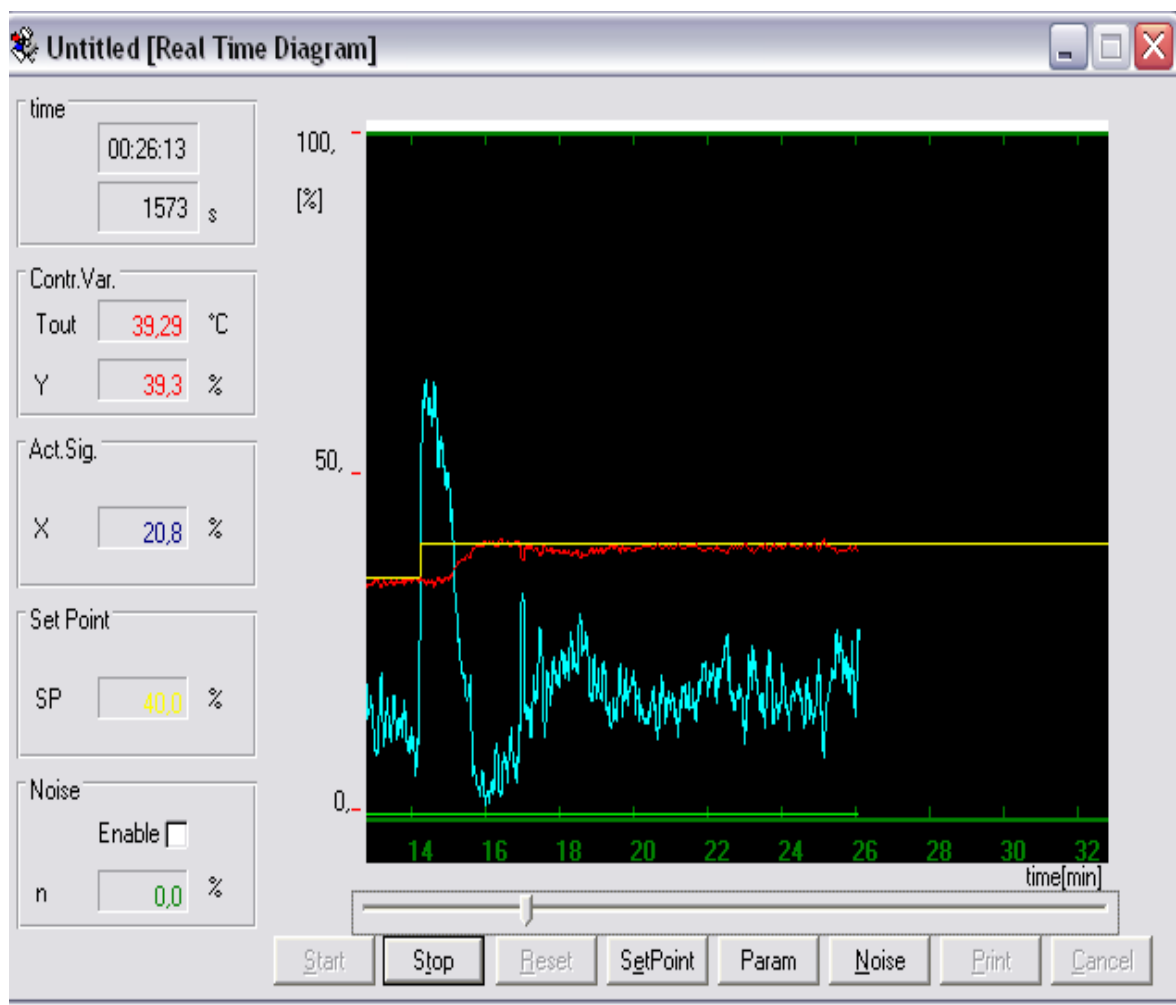 Untitled [Real Time Diagram]
time
00:26:13
1573 s
Contr.Var.
Tout 39,29 °C
Y 39,3 %
Act.Sig.
X 20,8 %
Set Point
SP 40,0 %
Noise
Enable
n 0,0 %
100,
[%]
50,
0,
14 16 18 20 22 24 26 28 30 32
time[min]
Start Stop Reset SetPoint Param Noise Print Cancel